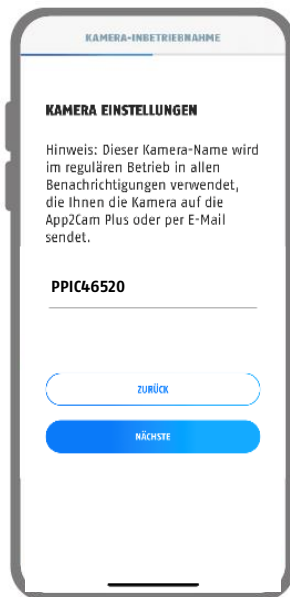 KAMERA-INBETRIEBNAHME
KAMERA EINSTELLUNGEN
Hinweis: Dieser Kamera-Name wird
im regulären Betrieb in allen
Benachrichtigungen verwendet,
die Ihnen die Kamera auf die
App2Cam Plus oder per E-Mail
sendet.
PPIC46520
ZURÜCK
NÄCHSTE